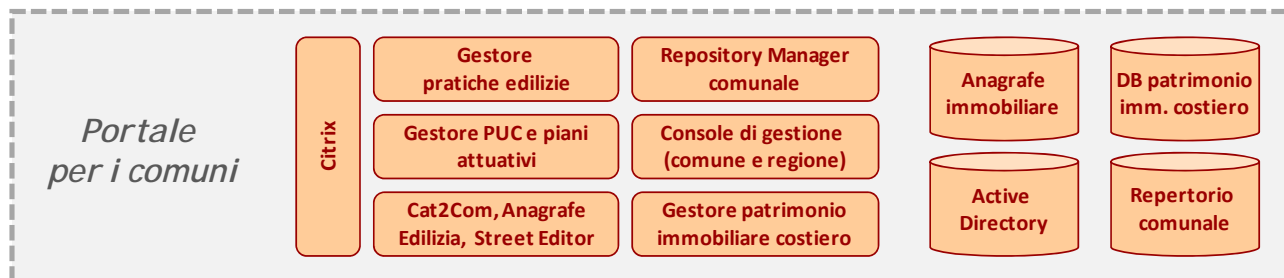 Portale
per i comuni
Citrix
Gestore
pratiche edilizie
Repository Manager
comunale
Gestore PUC e piani
attuativi
Console di gestione
(comune e regione)
Cat2Com, Anagrafe
Edilizia, Street Editor
Gestore patrimonio
immobiliare costiero
Anagrafe
immobiliare
DB patrimonio
imm. costiero
Active
Directory
Repertorio
comunale